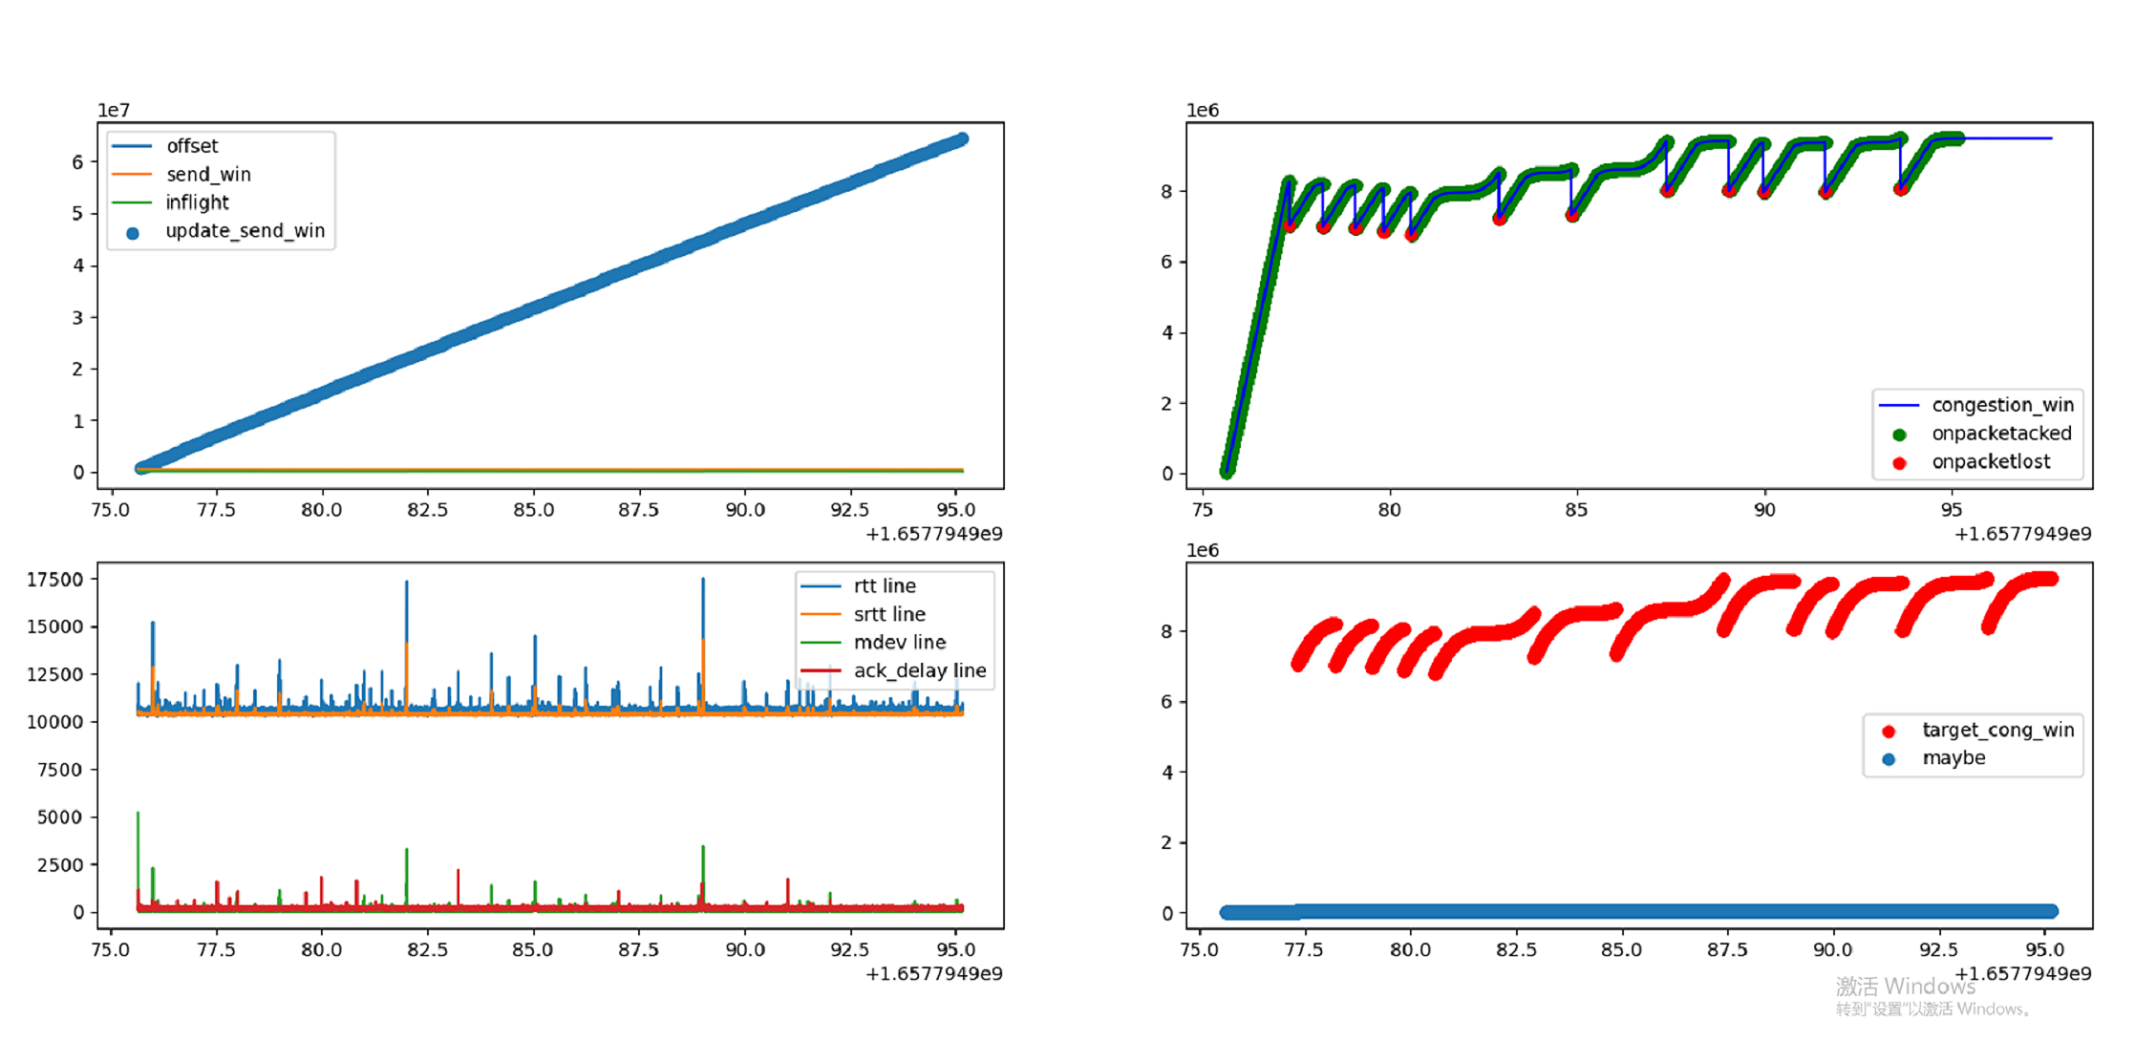 1e7
offset
send_win
inflight
update_send_win
6
5
4
3
2
1
0
75.0 77.5 80.0 82.5 85.0 87.5 90.0 92.5 95.0
+1.6577949e9
1e6
8
6
4
2
0
congestion_win
onpacketacked
onpacketlost
75 80 85 90 95
+1.6577949e9
17500
15000
12500
10000
7500
5000
2500
0
rtt line
srtt line
mdev line
ack_delay line
75.0 77.5 80.0 82.5 85.0 87.5 90.0 92.5 95.0
+1.6577949e9
1e6
8
6
4
2
0
target_cong_win
maybe
75.0 77.5 80.0 82.5 85.0 87.5 90.0 92.5 95.0
+1.6577949e9
激活 Windows
转到"设置"以激活 Windows。